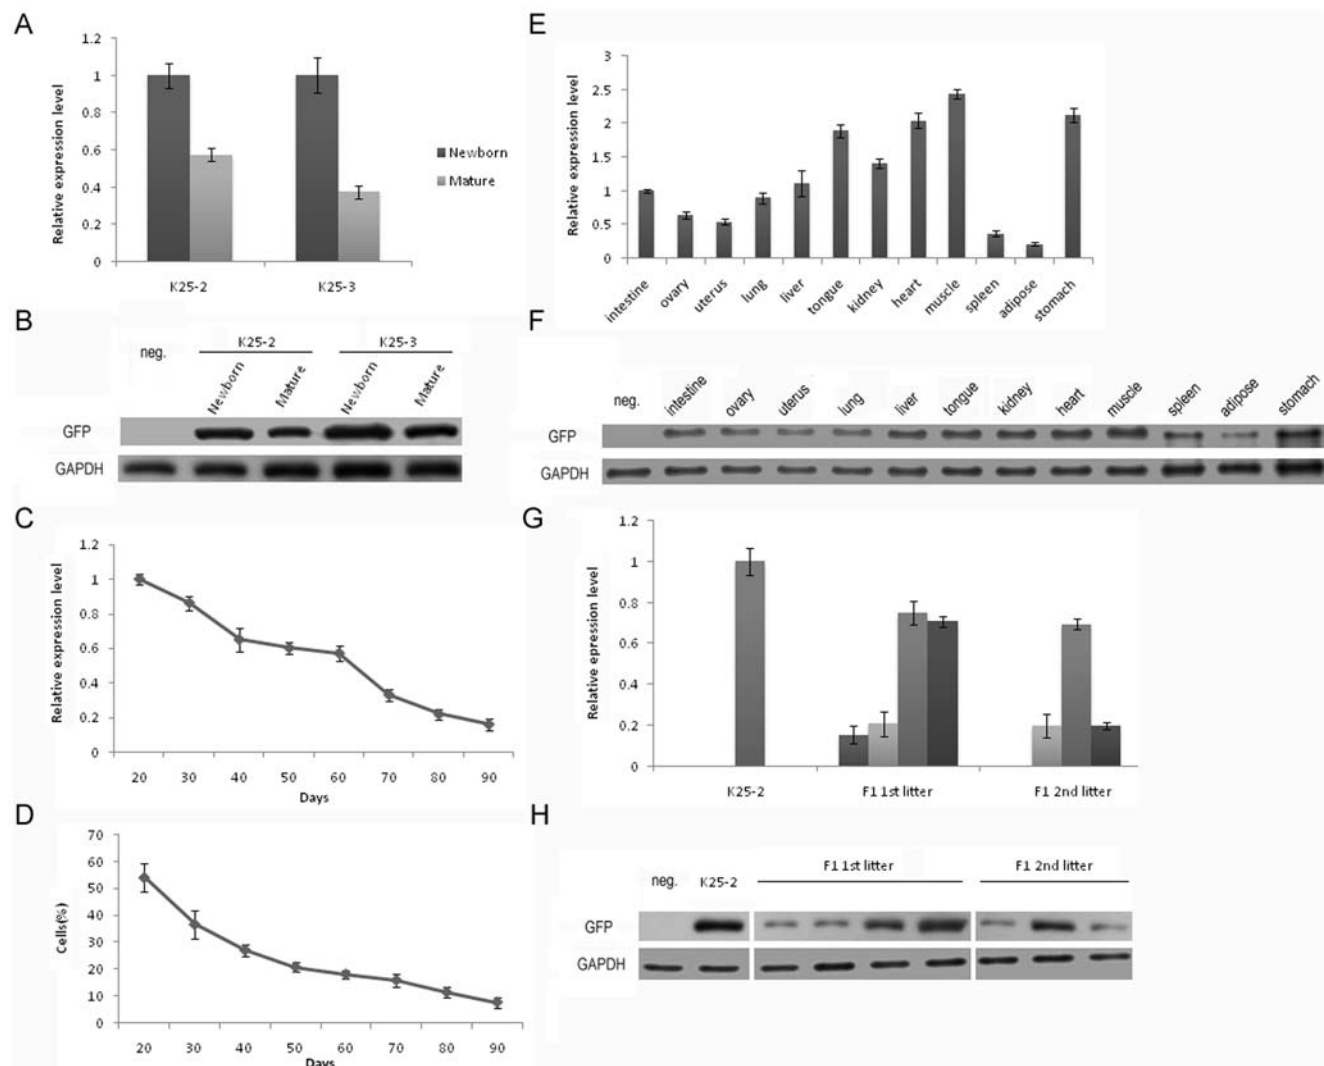 A
1.2
1
0.8
0.6
0.4
0.2
0
Relative expression level
K25-2
K25-3
Newborn
Mature
B
neg.
K25-2
K25-3
Newborn
Mature
Newborn
Mature
GFP
GAPDH
C
1.2
1
0.8
0.6
0.4
0.2
0
Relative expression level
20 30 40 50 60 70 80 90
Days
D
70
60
50
40
30
20
10
0
Cells(%)
20 30 40 50 60 70 80 90
Days
E
3
2.5
2
1.5
1
0.5
0
Relative expression level
intestine ovary uterus lung liver tongue kidney heart muscle spleen adipose stomach
F
neg. intestine ovary uterus lung liver tongue kidney heart muscle spleen adipose stomach
GFP
GAPDH
G
1.2
1
0.8
0.6
0.4
0.2
0
Relative epression level
K25-2
F1 1st litter
F1 2nd litter
H
neg.
K25-2
F1 1st litter
F1 2nd litter
GFP
GAPDH